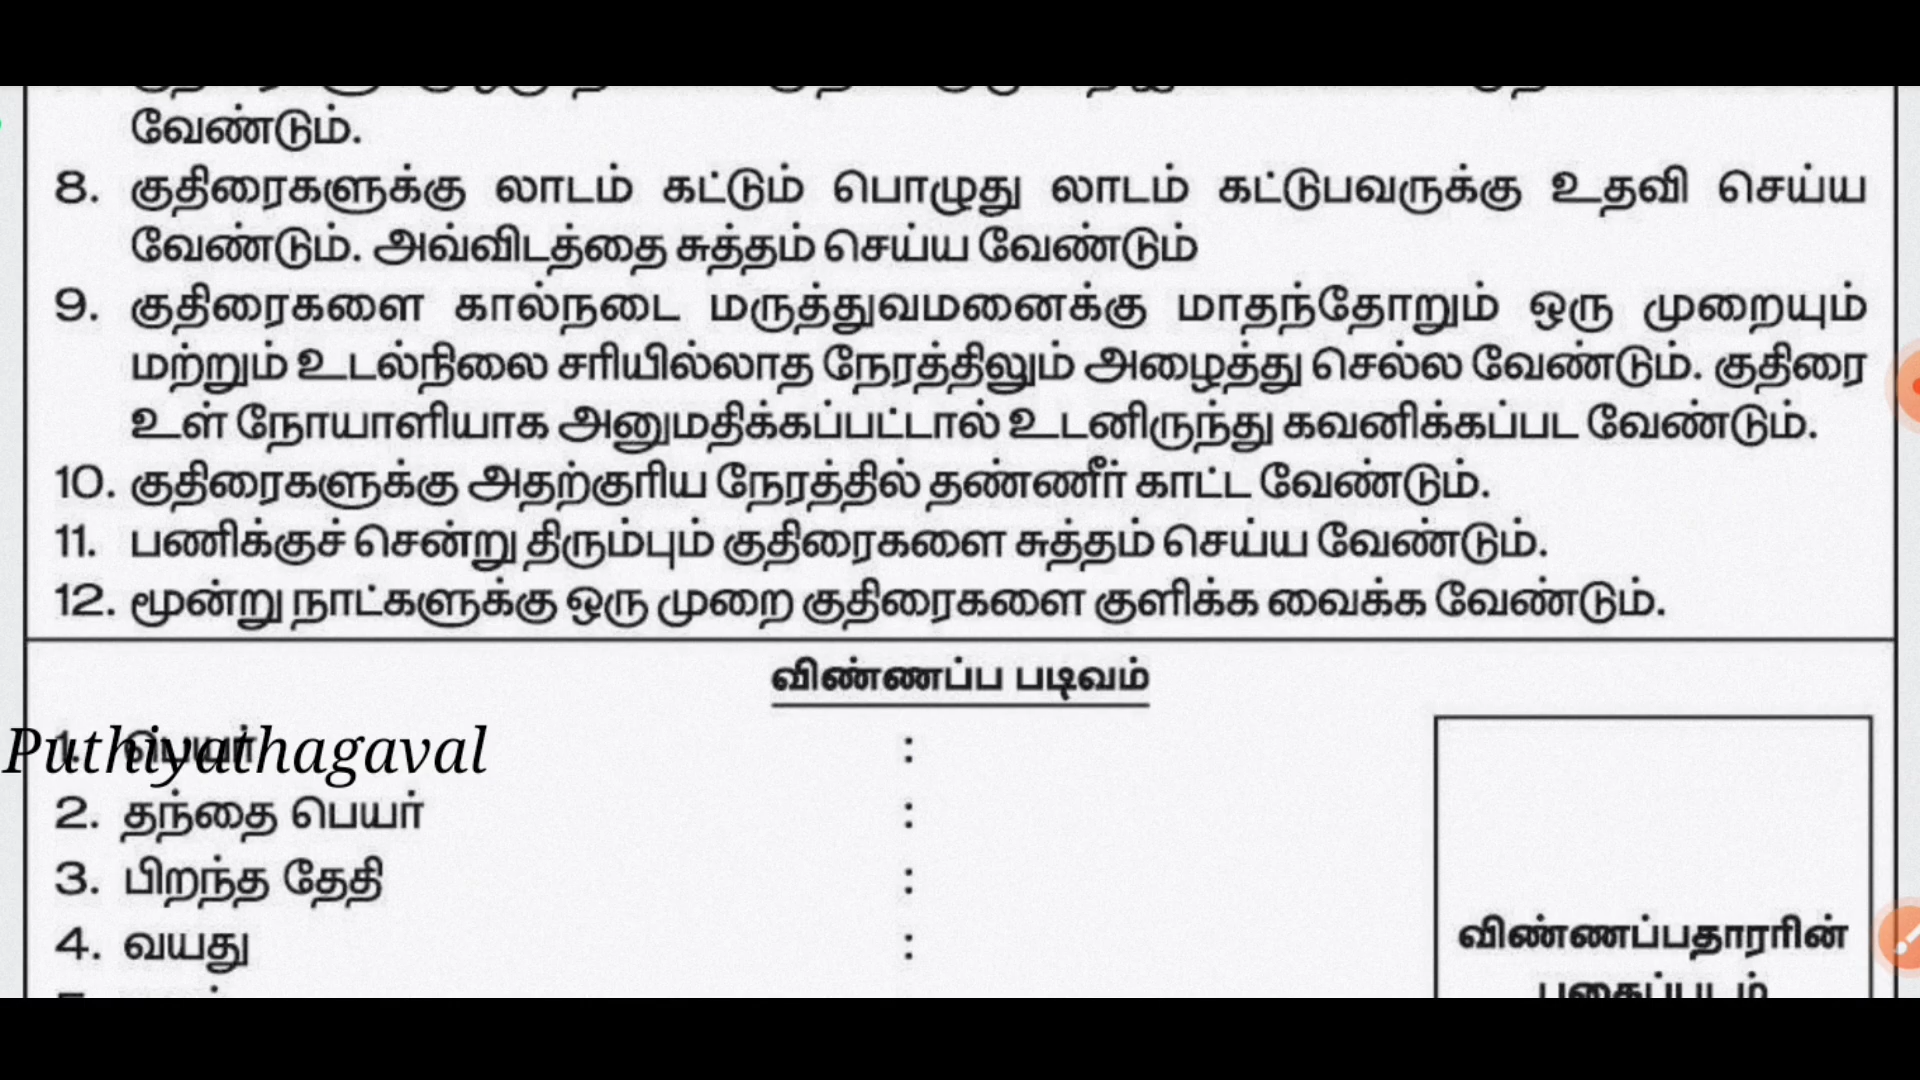 வேண்டும்.
8. குதிரைகளுக்கு லாடம் கட்டும் பொழுது லாடம் கட்டுபவருக்கு உதவி செய்ய
வேண்டும். அவ்விடத்தை சுத்தம் செய்ய வேண்டும்
9. குதிரைகளை கால்நடை மருத்துவமனைக்கு மாதந்தோறும் ஒரு முறையும்
மற்றும் உடல்நிலை சரியில்லாத நேரத்திலும் அழைத்து செல்ல வேண்டும். குதிரை
உள் நோயாளியாக அனுமதிக்கப்பட்டால் உடனிருந்து கவனிக்கப்பட வேண்டும்.
10. குதிரைகளுக்கு அதற்குரிய நேரத்தில் தண்ணீர் காட்ட வேண்டும்.
11. பணிக்குச் சென்று திரும்பும் குதிரைகளை சுத்தம் செய்ய வேண்டும்.
12. மூன்று நாட்களுக்கு ஒரு முறை குதிரைகளை குளிக்க வைக்க வேண்டும்.
விண்ணப்ப படிவம்
1. பெயர் :
Puthiyathagaval
2. தந்தை பெயர் :
3. பிறந்த தேதி :
4. வயது :
விண்ணப்பதாரரின்
புகைப்படம்